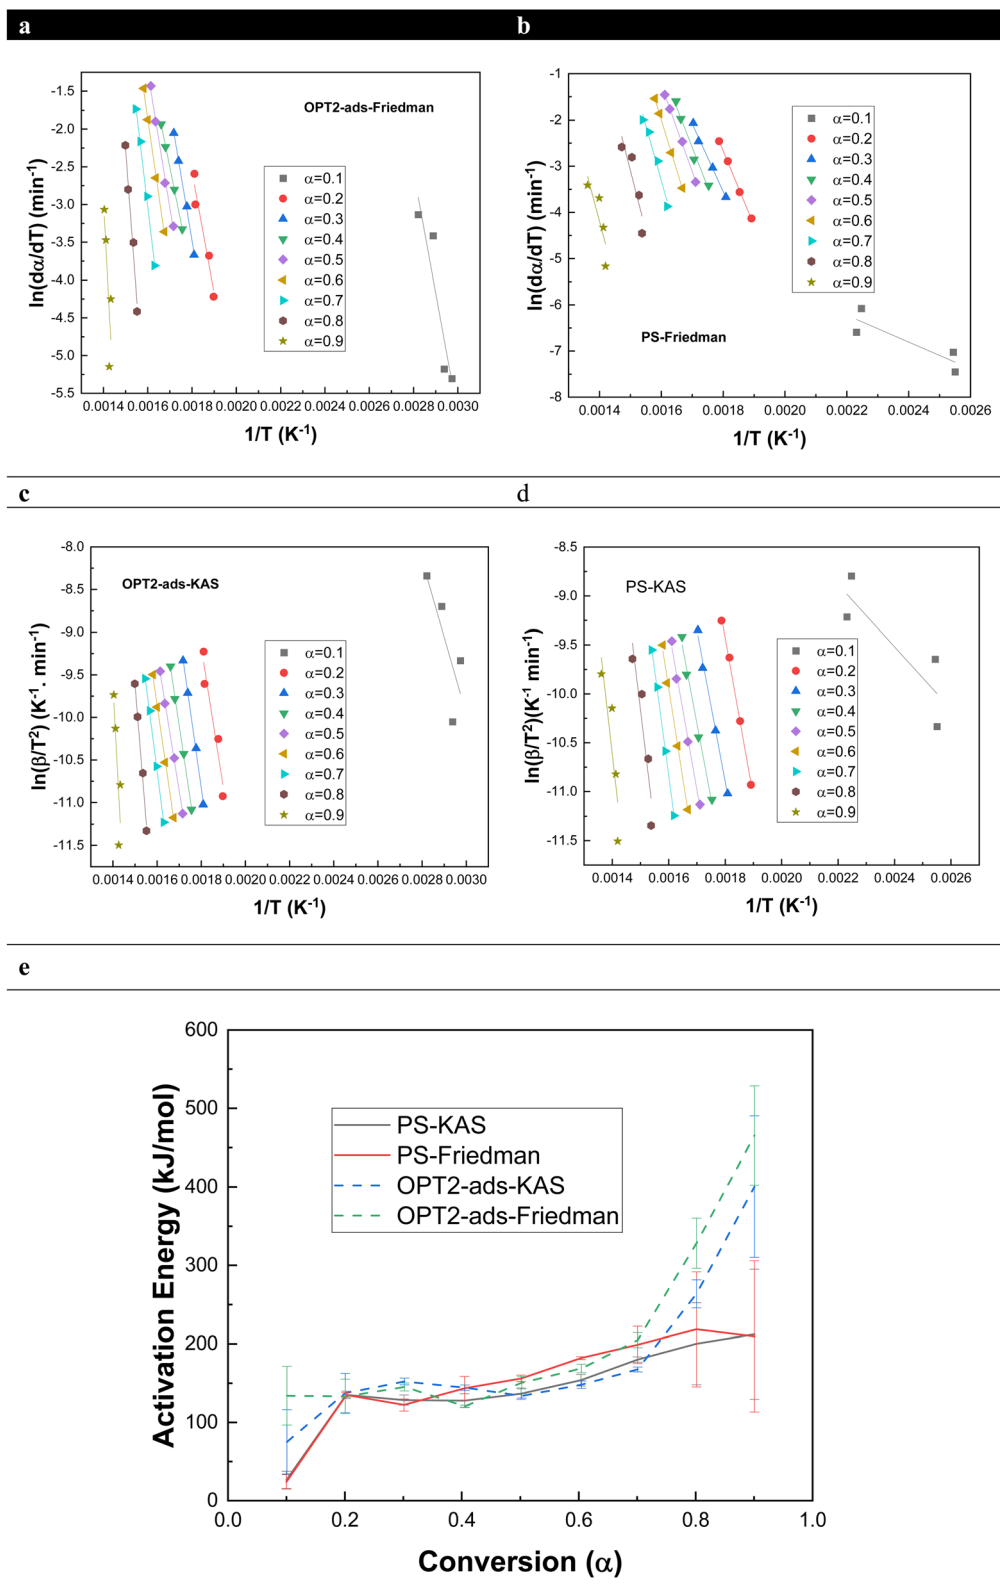 a b
OPT2-ads-Friedman
ln(dα/dT) (min-1)
-1.5
-2.0
-2.5
-3.0
-3.5
-4.0
-4.5
-5.0
-5.5
α=0.1
α=0.2
α=0.3
α=0.4
α=0.5
α=0.6
α=0.7
α=0.8
α=0.9
0.0014 0.0016 0.0018 0.0020 0.0022 0.0024 0.0026 0.0028 0.0030
1/T (K-1)
ln(dα/dT) (min-1)
-1
-2
-3
-4
-5
-6
-7
-8
α=0.1
α=0.2
α=0.3
α=0.4
α=0.5
α=0.6
α=0.7
α=0.8
α=0.9
PS-Friedman
0.0014 0.0016 0.0018 0.0020 0.0022 0.0024 0.0026
1/T (K-1)
c d
OPT2-ads-KAS
ln(β/T2) (K-1. min-1)
-8.0
-8.5
-9.0
-9.5
-10.0
-10.5
-11.0
-11.5
α=0.1
α=0.2
α=0.3
α=0.4
α=0.5
α=0.6
α=0.7
α=0.8
α=0.9
0.0014 0.0016 0.0018 0.0020 0.0022 0.0024 0.0026 0.0028 0.0030
1/T (K-1)
PS-KAS
ln(β/T2)(K-1 min-1)
-8.5
-9.0
-9.5
-10.0
-10.5
-11.0
-11.5
α=0.1
α=0.2
α=0.3
α=0.4
α=0.5
α=0.6
α=0.7
α=0.8
α=0.9
0.0014 0.0016 0.0018 0.0020 0.0022 0.0024 0.0026
1/T (K-1)
e
Activation Energy (kJ/mol)
600
500
400
300
200
100
0
PS-KAS
PS-Friedman
OPT2-ads-KAS
OPT2-ads-Friedman
0.0 0.2 0.4 0.6 0.8 1.0
Conversion (α)